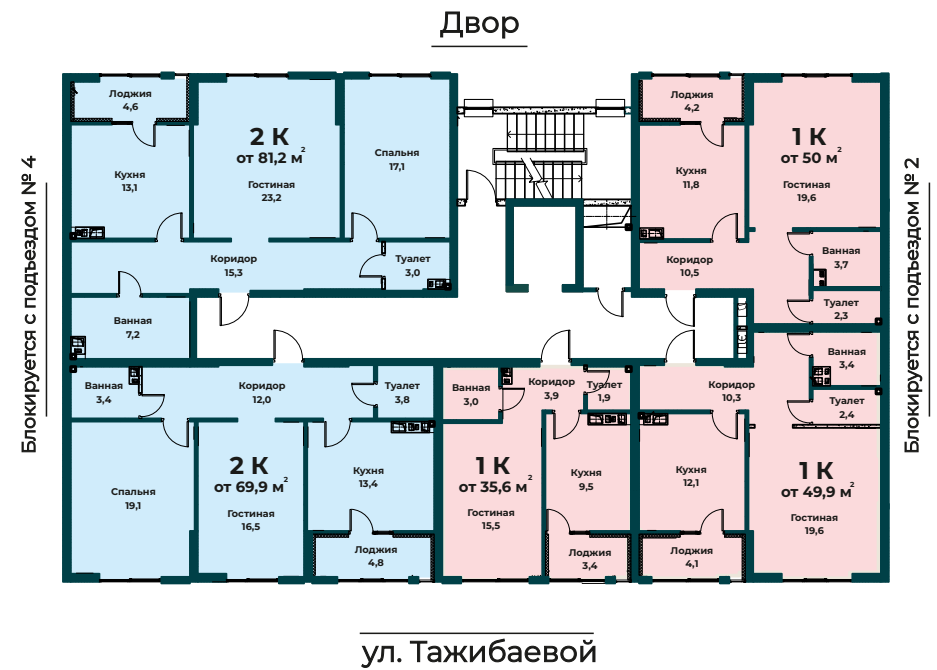 Двор
Блокируется с подъездом № 4
Лоджия
4,6
2 К
от 81,2 м²
Гостиная
23,2
Спальня
17,1
Кухня
13,1
Коридор
15,3
Туалет
3,0
Ванная
7,2
Лоджия
4,2
1 К
от 50 м²
Гостиная
19,6
Кухня
11,8
Коридор
10,5
Ванная
3,7
Туалет
2,3
Блокируется с подъездом № 2
Ванная
3,4
Коридор
12,0
Туалет
3,8
Спальня
19,1
2 К
от 69,9 м²
Гостиная
16,5
Кухня
13,4
Лоджия
4,8
Ванная
3,0
Коридор
3,9
Туалет
1,9
1 К
от 35,6 м²
Гостиная
15,5
Кухня
9,5
Лоджия
3,4
Коридор
10,3
Ванная
3,4
Туалет
2,4
Кухня
12,1
1 К
от 49,9 м²
Гостиная
19,6
Лоджия
4,1
ул. Тажибаевой